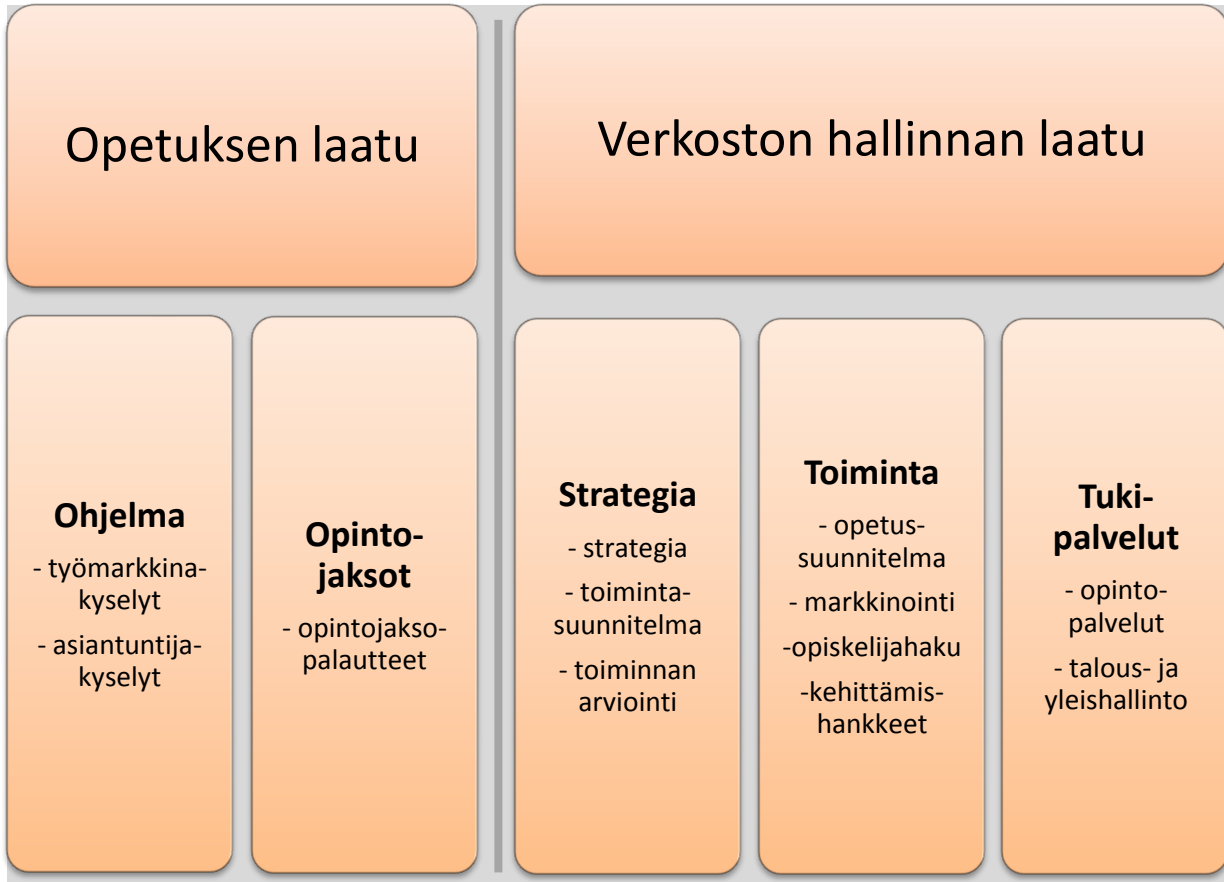 Opetuksen laatu
Verkoston hallinnan laatu
Ohjelma
- työmarkkina-
kyselyt
- asiantuntija-
kyselyt
Opinto-
jaksot
- opintojakso-
palautteet
Strategia
- strategia
- toiminta-
suunnitelma
- toiminnan
arviointi
Toiminta
- opetus-
suunnitelma
- markkinointi
-opiskelijahaku
-kehittämis-
hankkeet
Tuki-
palvelut
- opinto-
palvelut
- talous- ja
yleishallinto